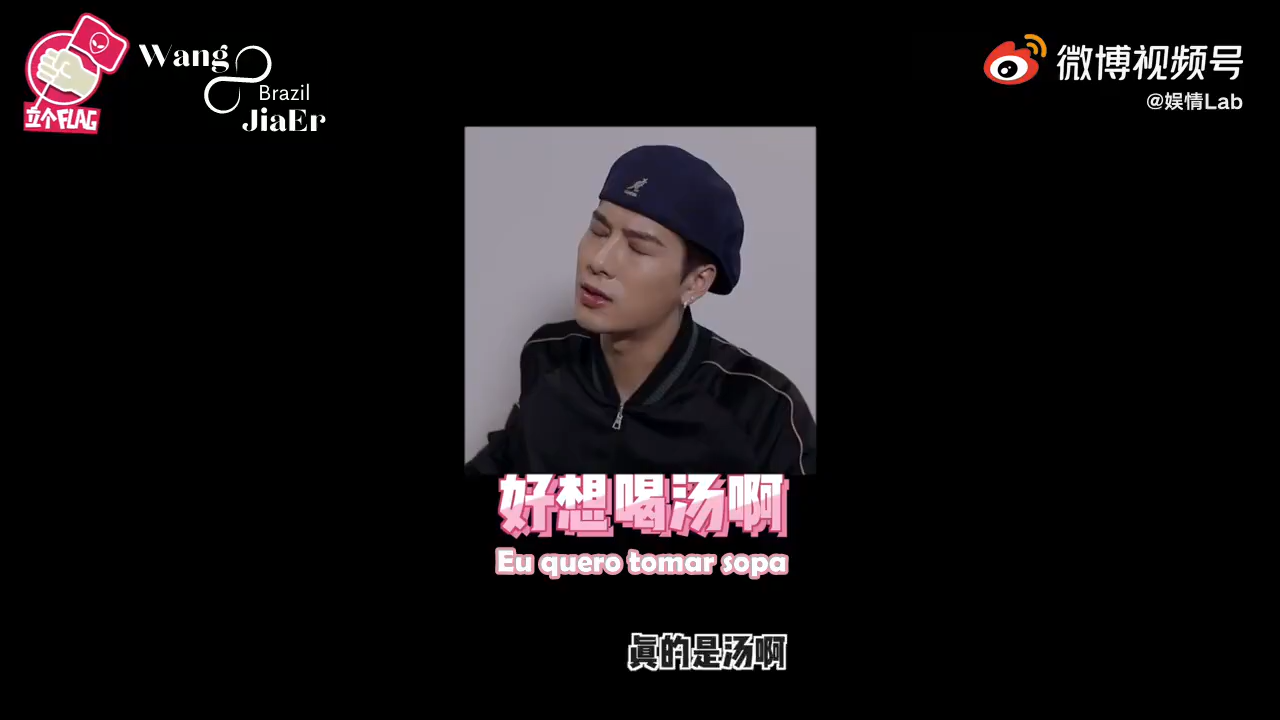 立个FLAG
Wang
Brazil
JiaEr
微博视频号
@娱情Lab
好想喝汤啊
Eu quero tomar sopa
真的是汤啊